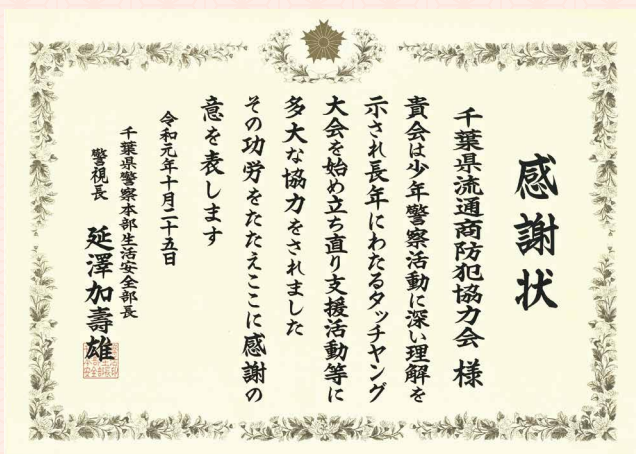 感謝状
千葉県流通商防犯協力会 様
貴会は少年警察活動に深い理解を
示され長年にわたるタッチヤング
大会を始め立ち直り支援活動等に
多大な協力をされました
その功労をたたえここに感謝の
意を表します
令和元年十月二十五日
千葉県警察本部生活安全部長
警視長 延澤加壽雄